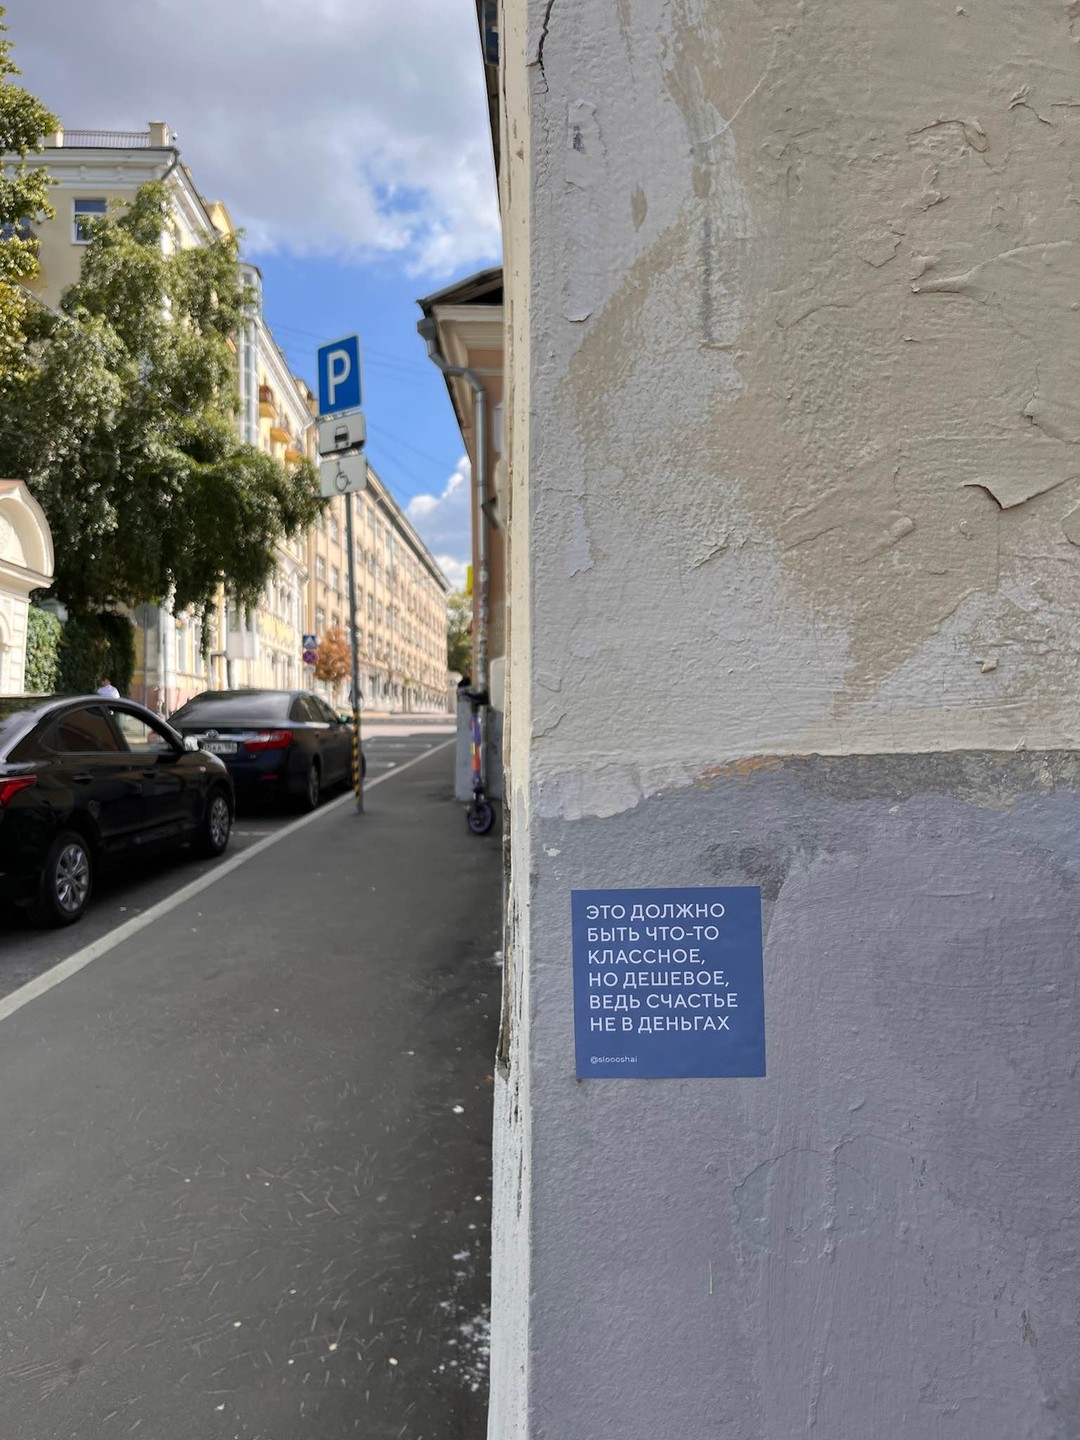 P
ЭТО ДОЛЖНО
БЫТЬ ЧТО-ТО
КЛАССНОЕ,
НО ДЕШЕВОЕ,
ВЕДЬ СЧАСТЬЕ
НЕ В ДЕНЬГАХ
@sloooshai